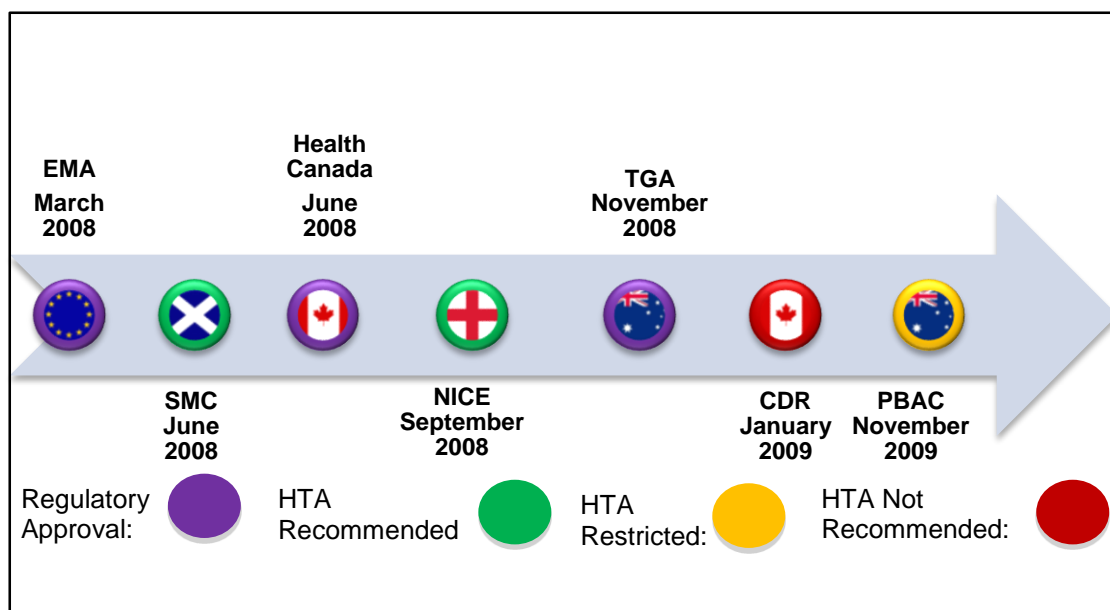 EMA
March
2008
Health
Canada
June
2008
TGA
November
2008
SMC
June
2008
NICE
September
2008
CDR
January
2009
PBAC
November
2009
Regulatory
Approval:
HTA
Recommended
HTA
Restricted:
HTA Not
Recommended: